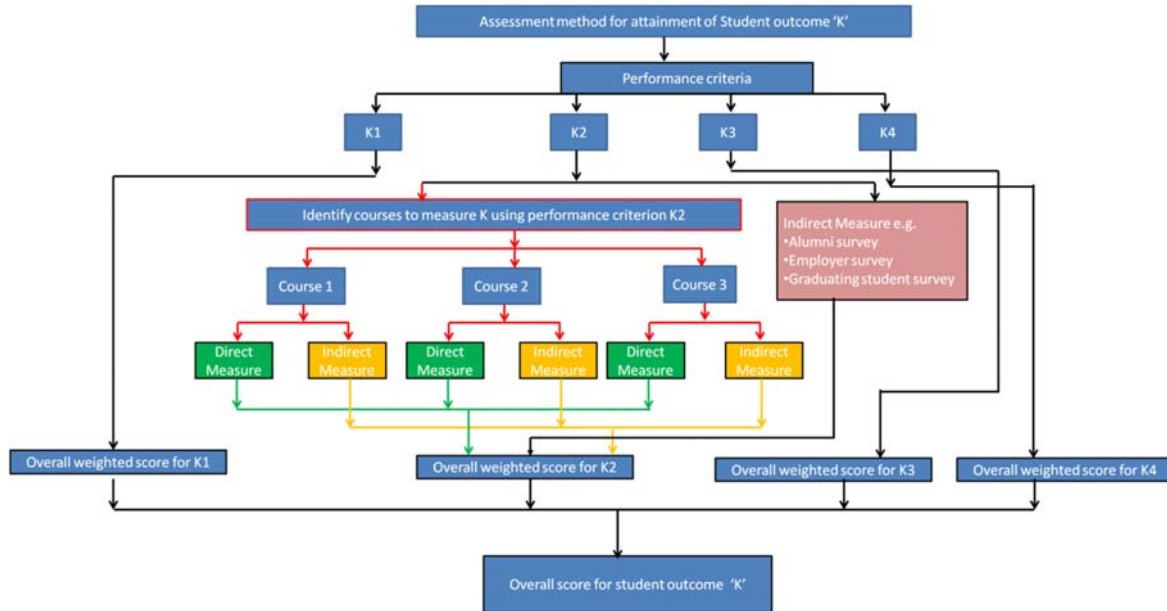 Assessment method for attainment of Student outcome ‘K’
Performance criteria
K1
K2
K3
K4
Identify courses to measure K using performance criterion K2
Indirect Measure e.g.
•Alumni survey
•Employer survey
•Graduating student survey
Course 1
Course 2
Course 3
Direct
Measure
Indirect
Measure
Direct
Measure
Indirect
Measure
Direct
Measure
Indirect
Measure
Overall weighted score for K1
Overall weighted score for K2
Overall weighted score for K3
Overall weighted score for K4
Overall score for student outcome ‘K’